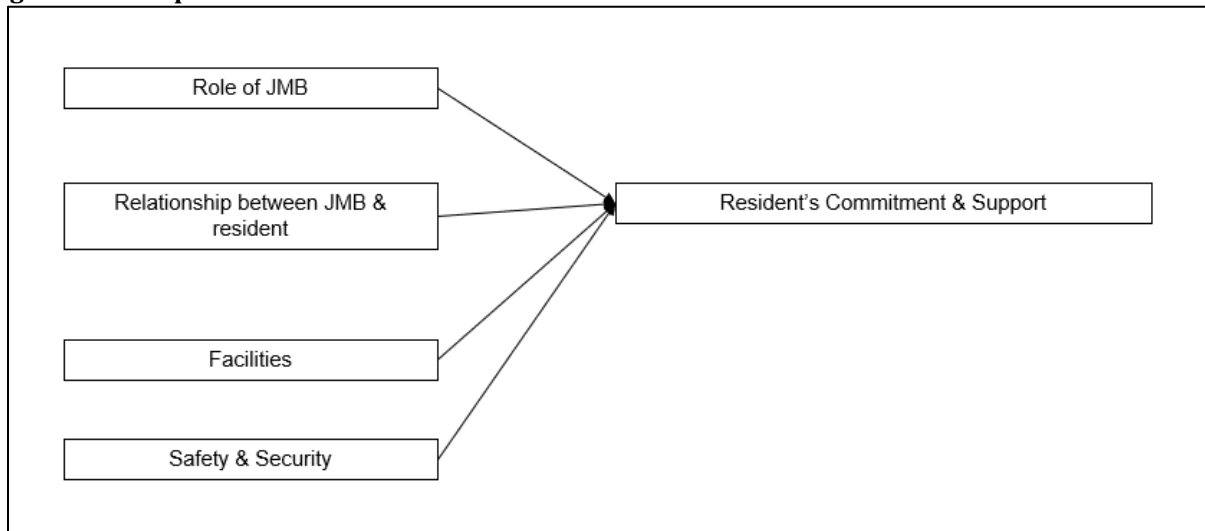 Role of JMB
Relationship between JMB &
resident
Resident's Commitment & Support
Facilities
Safety & Security